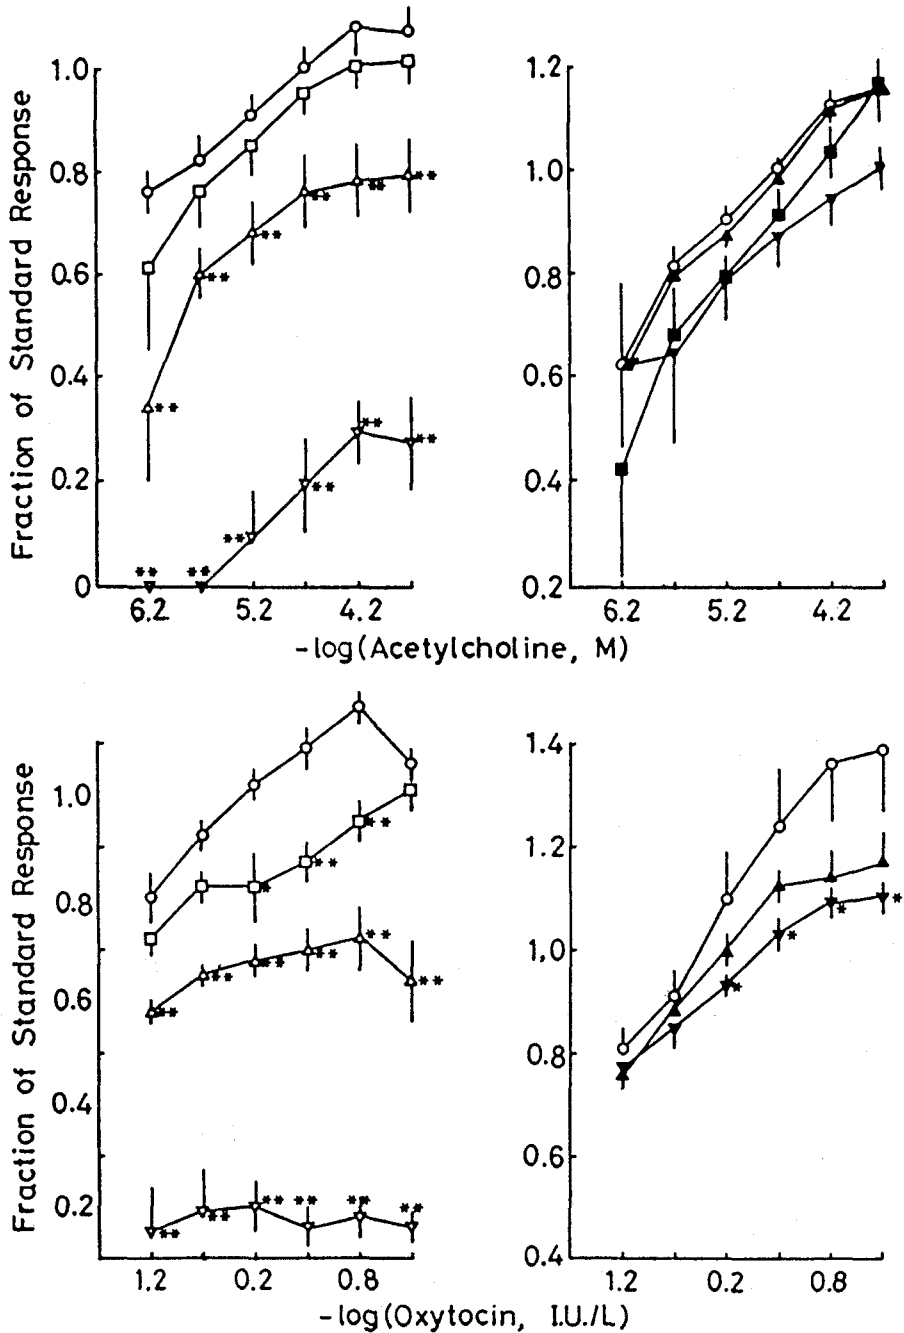 Fraction of Standard Response
1.0
0.8
0.6
0.4
0.2
0
6.2 5.2 4.2
1.2
1.0
0.8
0.6
0.4
0.2
6.2 5.2 4.2
-log(Acetylcholine, M)
** ** ** ** ** **
** ** ** ** ** **
Fraction of Standard Response
1.0
0.8
0.6
0.4
0.2
1.2 0.2 0.8
1.4
1.2
1.0
0.8
0.6
0.4
1.2 0.2 0.8
-log(Oxytocin, I.U./L)
* ** ** **
** ** ** ** ** **
** ** ** ** ** **
* * * *